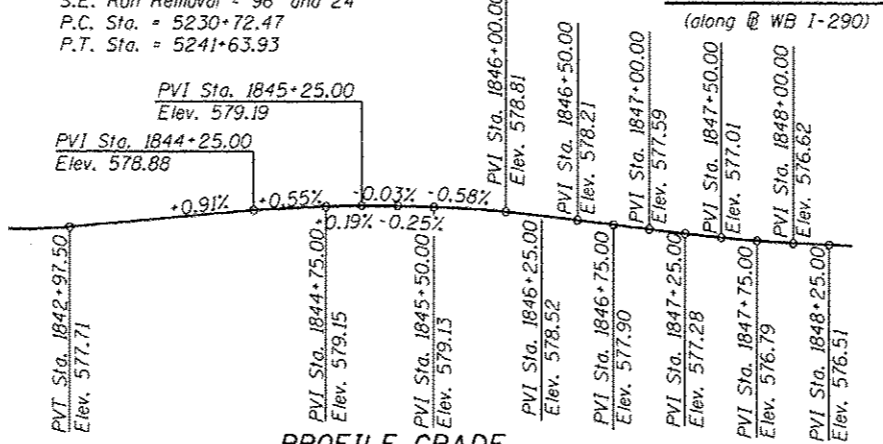 S.E. Run Removal = 96' and 24'
P.C. Sta. = 5230+72.47
P.T. Sta. = 5241+63.93
(along ℞ WB I-290)
PVI Sta. 1845+25.00
Elev. 579.19
PVI Sta. 1844+25.00
Elev. 578.88
PVI Sta. 1846+00.00
Elev. 578.81
PVI Sta. 1846+50.00
Elev. 578.21
PVI Sta. 1847+00.00
Elev. 577.59
PVI Sta. 1847+50.00
Elev. 577.01
PVI Sta. 1848+00.00
Elev. 576.62
+0.91%
+0.55%
-0.03%
-0.58%
+0.19%
-0.25%
PVT Sta. 1842+97.50
Elev. 577.71
PVI Sta. 1844+75.00
Elev. 579.15
PVI Sta. 1845+50.00
Elev. 579.13
PVI Sta. 1846+25.00
Elev. 578.52
PVI Sta. 1846+75.00
Elev. 577.90
PVI Sta. 1847+25.00
Elev. 577.28
PVI Sta. 1847+75.00
Elev. 576.79
PVI Sta. 1848+25.00
Elev. 576.51
PROFILE GRADE